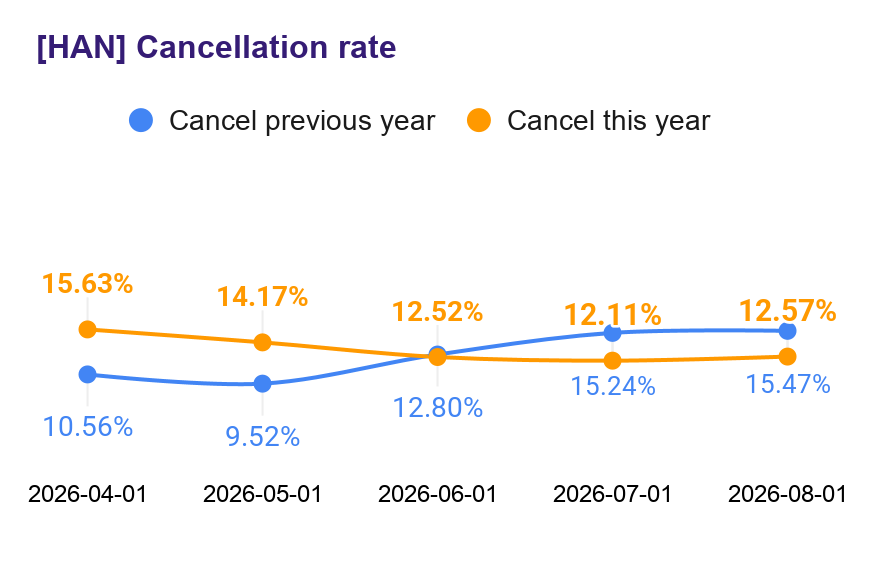 [HAN] Cancellation rate
Cancel previous year Cancel this year
15.63% 14.17% 12.52% 12.11% 12.57%
10.56% 9.52% 12.80% 15.24% 15.47%
2026-04-01 2026-05-01 2026-06-01 2026-07-01 2026-08-01